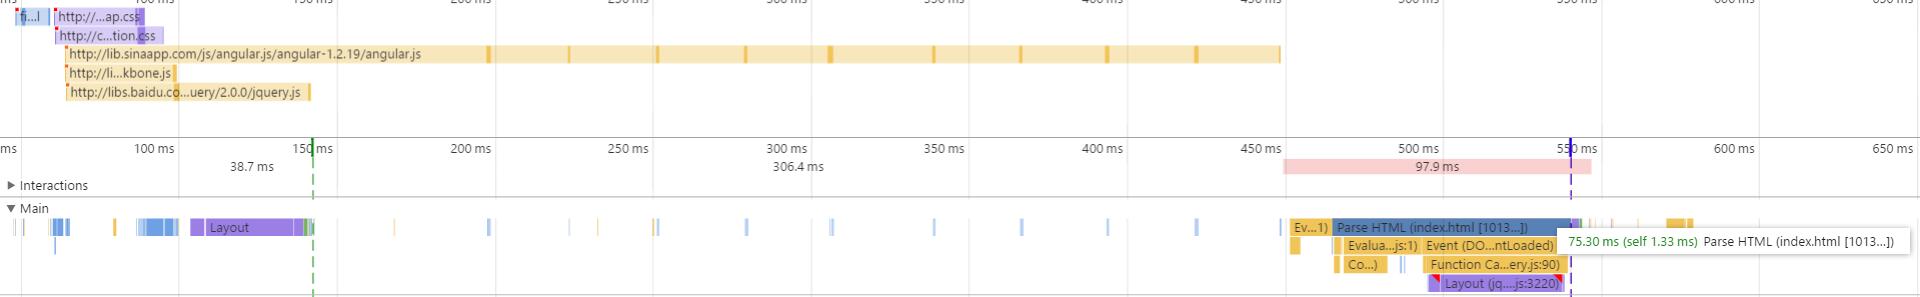 ms 100 ms 150 ms 200 ms 250 ms 300 ms 350 ms 400 ms 450 ms 500 ms 550 ms 600 ms 650 ms
fi...l http://...ap.css
http://c...tion.css
http://lib.sinaapp.com/js/angular.js/angular-1.2.19/angular.js
http://li...kbone.js
http://libs.baidu.co...uery/2.0.0/jquery.js
ms 100 ms 150 ms 200 ms 250 ms 300 ms 350 ms 400 ms 450 ms 500 ms 550 ms 600 ms 650 ms
38.7 ms 306.4 ms 97.9 ms
Interactions
Main
Layout Ev...1) Parse HTML (index.html [1013...])
Evalua...js:1) Event (DO...ntLoaded) 75.30 ms (self 1.33 ms) Parse HTML (index.html [1013...])
Co...) Function Ca...ery.js:90)
Layout (jq....js:3220)